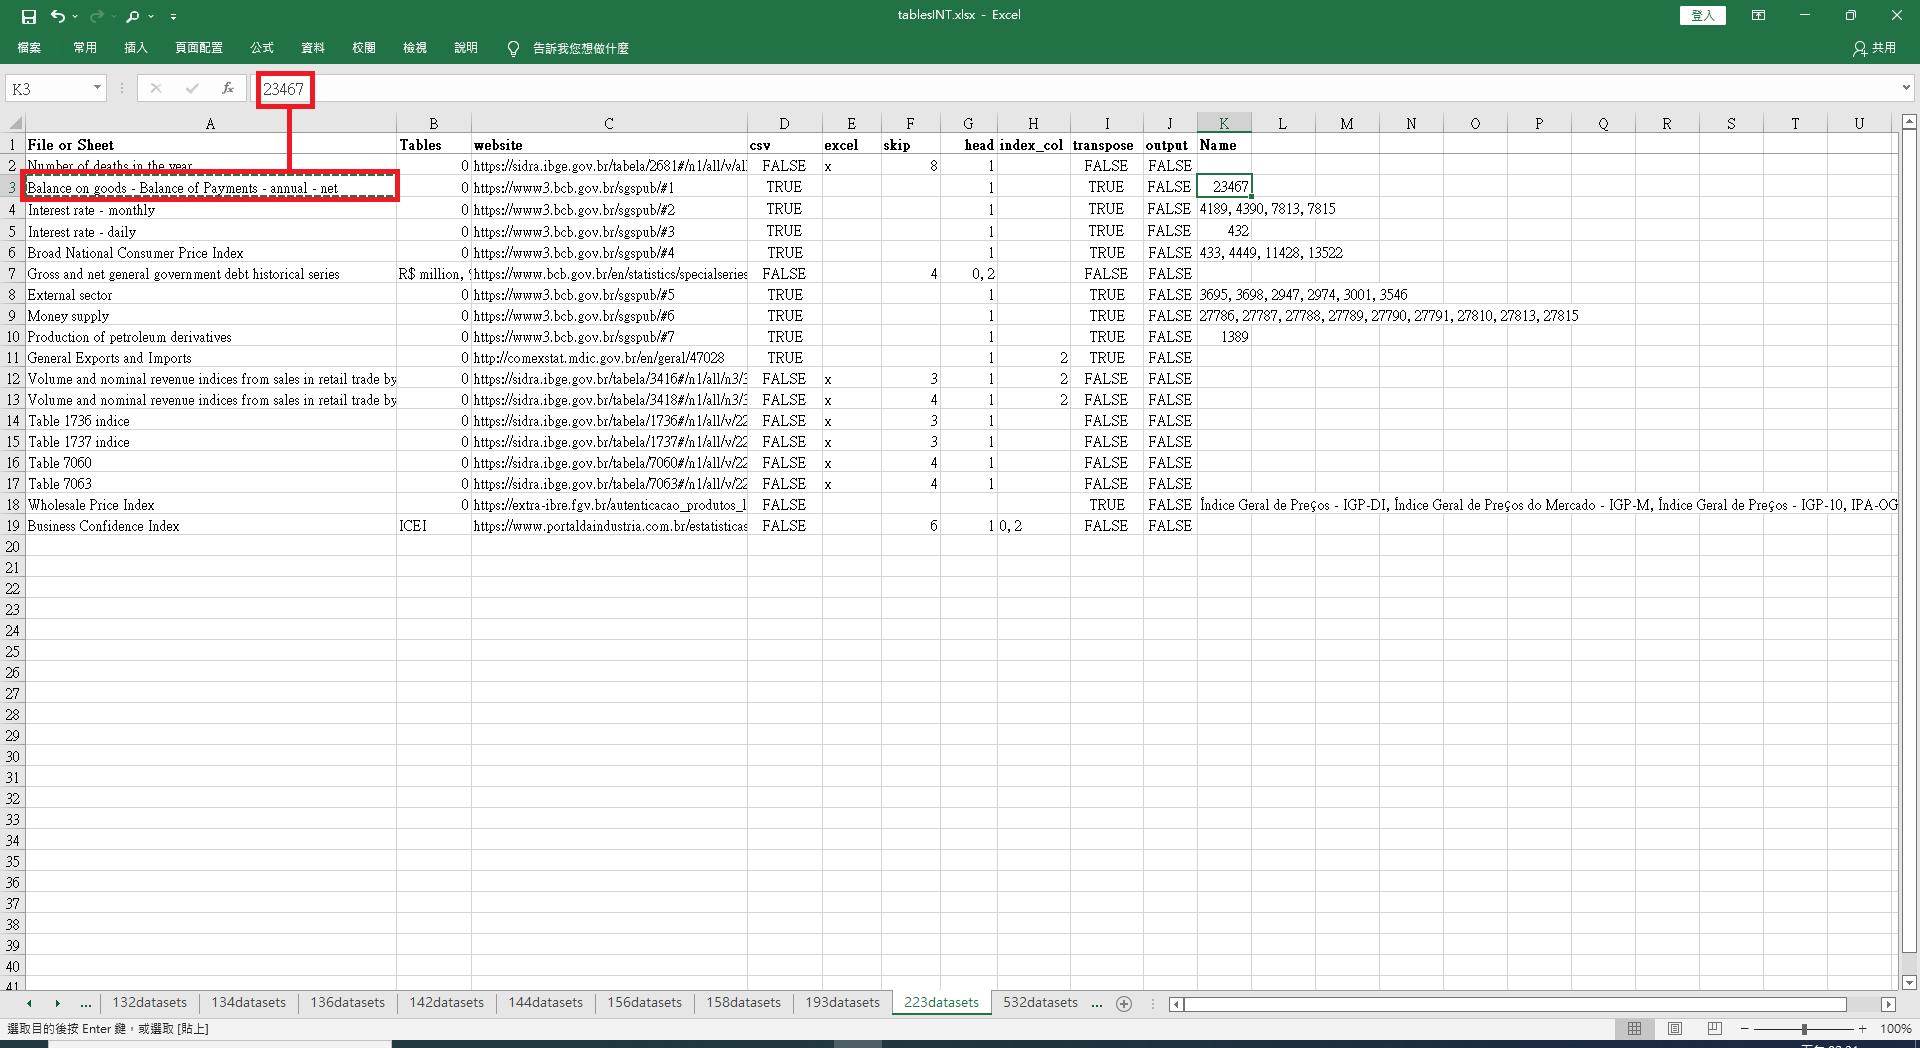 tablesINT.xlsx - Excel
登入
檔案 常用 插入 頁面配置 公式 資料 校閱 檢視 說明 告訴我您想做什麼 共用
K3 fx 23467
A B C D E F G H I J K L M N O P Q R S T U
1 File or Sheet Tables website csv excel skip head index_col transpose output Name
2 Number of deaths in the year 0 https://sidra.ibge.gov.br/tabela/2681#/n1/all/v/all FALSE x 8 1 FALSE FALSE
3 Balance on goods - Balance of Payments - annual - net 0 https://www3.bcb.gov.br/sgspub/#1 TRUE 1 TRUE FALSE 23467
4 Interest rate - monthly 0 https://www3.bcb.gov.br/sgspub/#2 TRUE 1 TRUE FALSE 4189, 4390, 7813, 7815
5 Interest rate - daily 0 https://www3.bcb.gov.br/sgspub/#3 TRUE 1 TRUE FALSE 432
6 Broad National Consumer Price Index 0 https://www3.bcb.gov.br/sgspub/#4 TRUE 1 TRUE FALSE 433, 4449, 11428, 13522
7 Gross and net general government debt historical series R$ million, https://www.bcb.gov.br/en/statistics/specialseries FALSE 4 0, 2 FALSE FALSE
8 External sector 0 https://www3.bcb.gov.br/sgspub/#5 TRUE 1 TRUE FALSE 3695, 3698, 2947, 2974, 3001, 3546
9 Money supply 0 https://www3.bcb.gov.br/sgspub/#6 TRUE 1 TRUE FALSE 27786, 27787, 27788, 27789, 27790, 27791, 27810, 27813, 27815
10 Production of petroleum derivatives 0 https://www3.bcb.gov.br/sgspub/#7 TRUE 1 TRUE FALSE 1389
11 General Exports and Imports 0 http://comexstat.mdic.gov.br/en/geral/47028 TRUE 1 2 TRUE FALSE
12 Volume and nominal revenue indices from sales in retail trade by 0 https://sidra.ibge.gov.br/tabela/3416#/n1/all/n3/3 FALSE x 3 1 2 FALSE FALSE
13 Volume and nominal revenue indices from sales in retail trade by 0 https://sidra.ibge.gov.br/tabela/3418#/n1/all/n3/3 FALSE x 4 1 2 FALSE FALSE
14 Table 1736 indice 0 https://sidra.ibge.gov.br/tabela/1736#/n1/all/v/22 FALSE x 3 1 FALSE FALSE
15 Table 1737 indice 0 https://sidra.ibge.gov.br/tabela/1737#/n1/all/v/22 FALSE x 3 1 FALSE FALSE
16 Table 7060 0 https://sidra.ibge.gov.br/tabela/7060#/n1/all/v/22 FALSE x 4 1 FALSE FALSE
17 Table 7063 0 https://sidra.ibge.gov.br/tabela/7063#/n1/all/v/22 FALSE x 4 1 FALSE FALSE
18 Wholesale Price Index 0 https://extra-ibre.fgv.br/autenticacao_produtos_l FALSE TRUE FALSE Índice Geral de Preços - IGP-DI, Índice Geral de Preços do Mercado - IGP-M, Índice Geral de Preços - IGP-10, IPA-OG
19 Business Confidence Index ICEI https://www.portaldaindustria.com.br/estatisticas FALSE 6 1 0, 2 FALSE FALSE
20
21
22
23
24
25
26
27
28
29
30
31
32
33
34
35
36
37
38
39
40
41
... 132datasets 134datasets 136datasets 142datasets 144datasets 156datasets 158datasets 193datasets 223datasets 532datasets ...
選取目的後按 Enter 鍵，或選取 [貼上] 100%